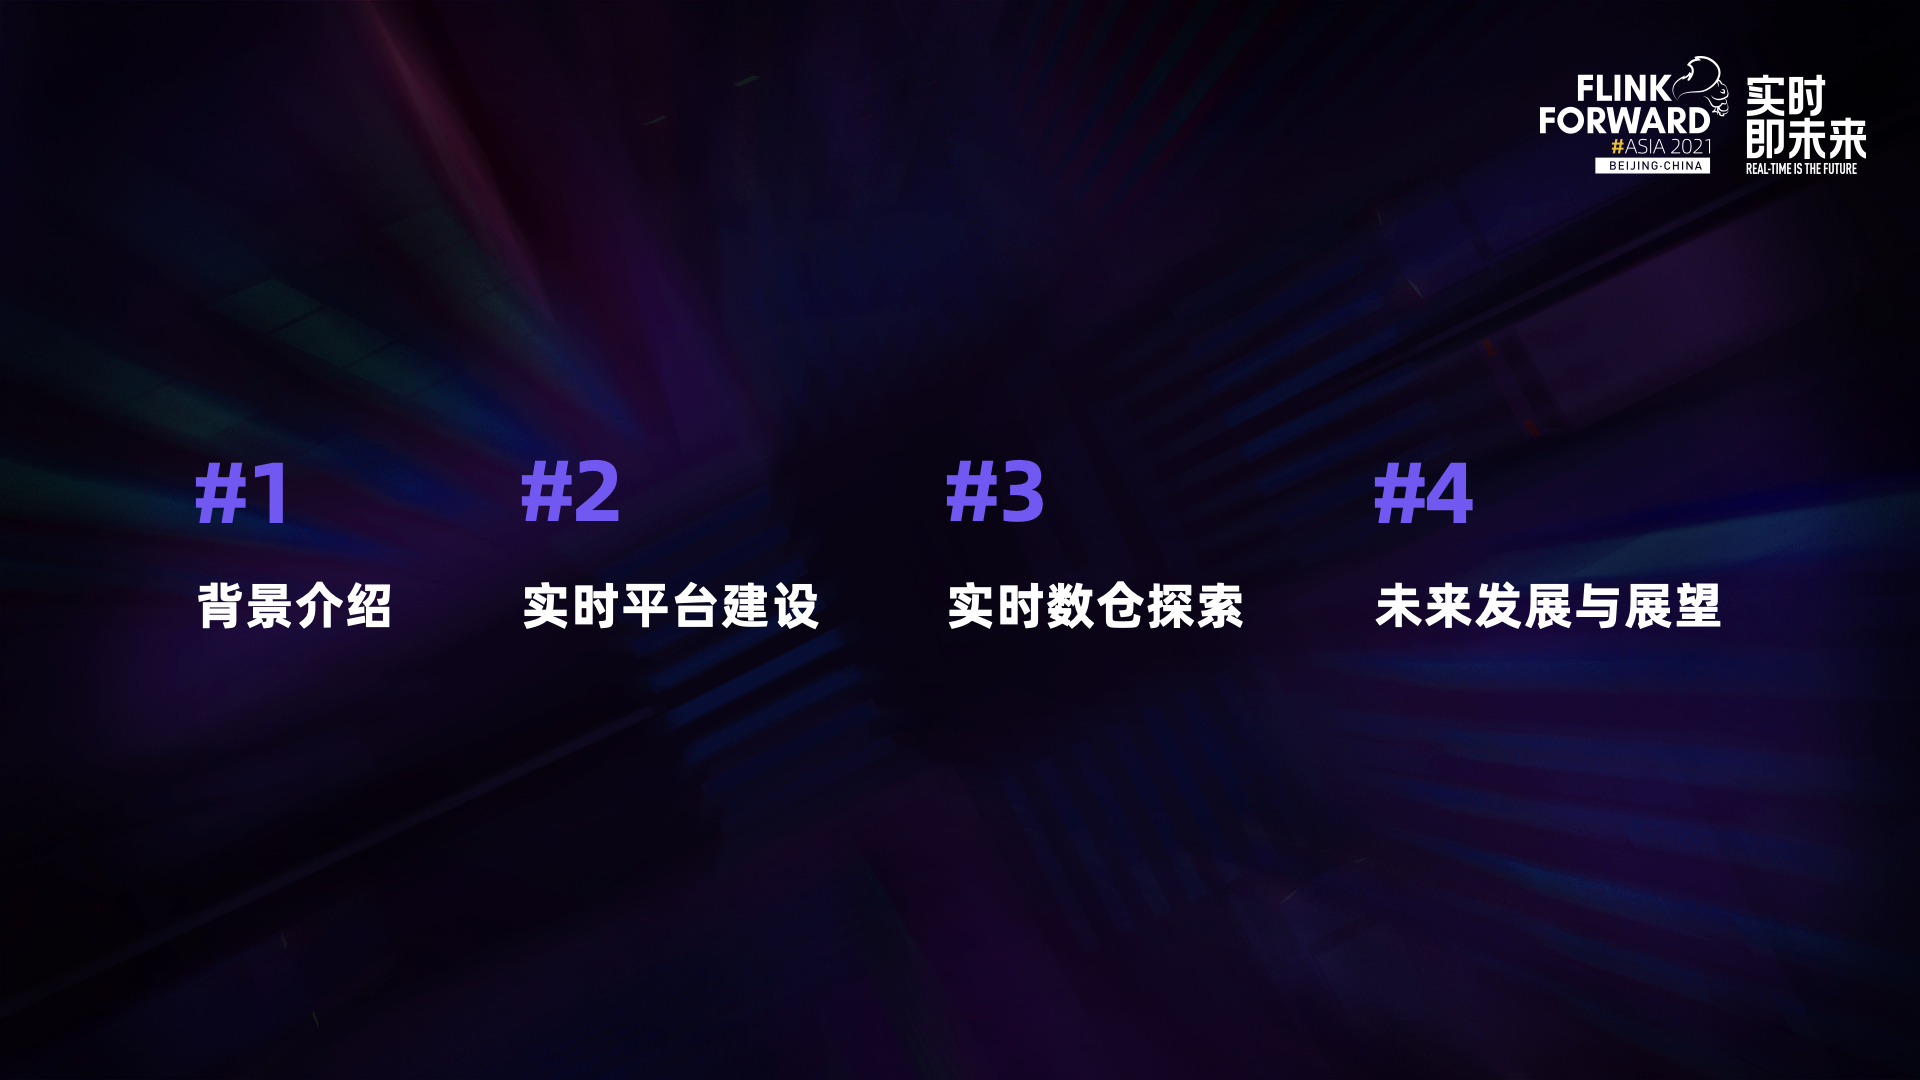 FLINK
FORWARD
#ASIA 2021
BEIJING·CHINA
实时
即未来
REAL-TIME IS THE FUTURE
#1
背景介绍
#2
实时平台建设
#3
实时数仓探索
#4
未来发展与展望